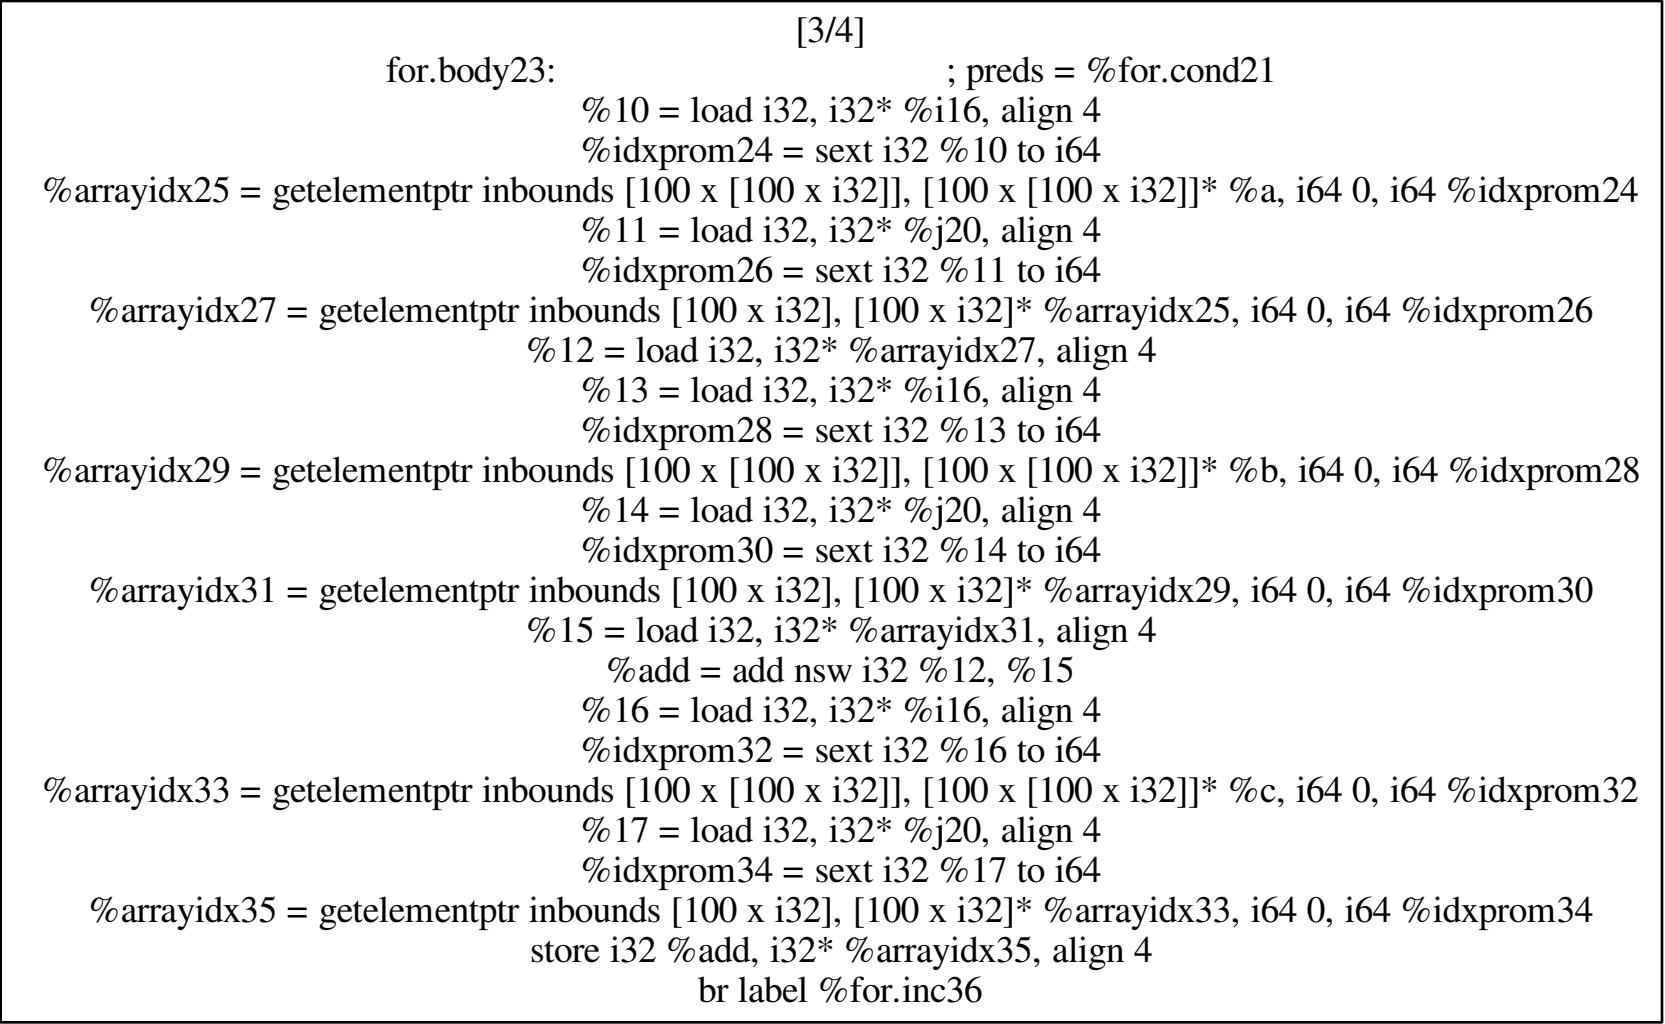 [3/4]
for.body23: ; preds = %for.cond21
%10 = load i32, i32* %i16, align 4
%idxprom24 = sext i32 %10 to i64
%arrayidx25 = getelementptr inbounds [100 x [100 x i32]], [100 x [100 x i32]]* %a, i64 0, i64 %idxprom24
%11 = load i32, i32* %j20, align 4
%idxprom26 = sext i32 %11 to i64
%arrayidx27 = getelementptr inbounds [100 x i32], [100 x i32]* %arrayidx25, i64 0, i64 %idxprom26
%12 = load i32, i32* %arrayidx27, align 4
%13 = load i32, i32* %i16, align 4
%idxprom28 = sext i32 %13 to i64
%arrayidx29 = getelementptr inbounds [100 x [100 x i32]], [100 x [100 x i32]]* %b, i64 0, i64 %idxprom28
%14 = load i32, i32* %j20, align 4
%idxprom30 = sext i32 %14 to i64
%arrayidx31 = getelementptr inbounds [100 x i32], [100 x i32]* %arrayidx29, i64 0, i64 %idxprom30
%15 = load i32, i32* %arrayidx31, align 4
%add = add nsw i32 %12, %15
%16 = load i32, i32* %i16, align 4
%idxprom32 = sext i32 %16 to i64
%arrayidx33 = getelementptr inbounds [100 x [100 x i32]], [100 x [100 x i32]]* %c, i64 0, i64 %idxprom32
%17 = load i32, i32* %j20, align 4
%idxprom34 = sext i32 %17 to i64
%arrayidx35 = getelementptr inbounds [100 x i32], [100 x i32]* %arrayidx33, i64 0, i64 %idxprom34
store i32 %add, i32* %arrayidx35, align 4
br label %for.inc36